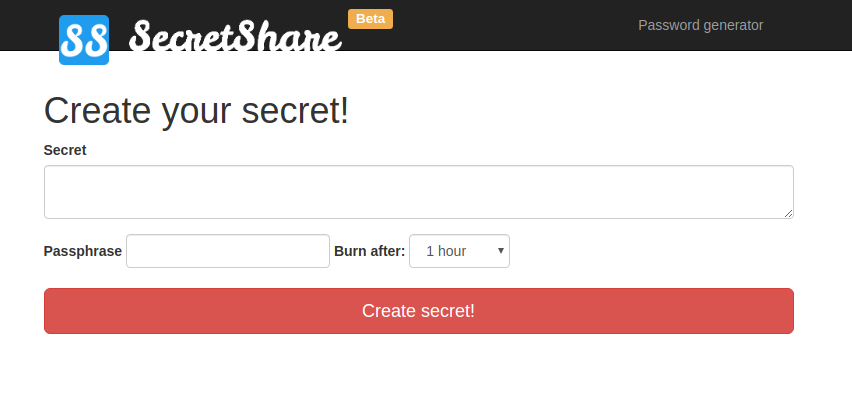 SS SecretShare Beta Password generator
Create your secret!
Secret
Passphrase Burn after: 1 hour
Create secret!